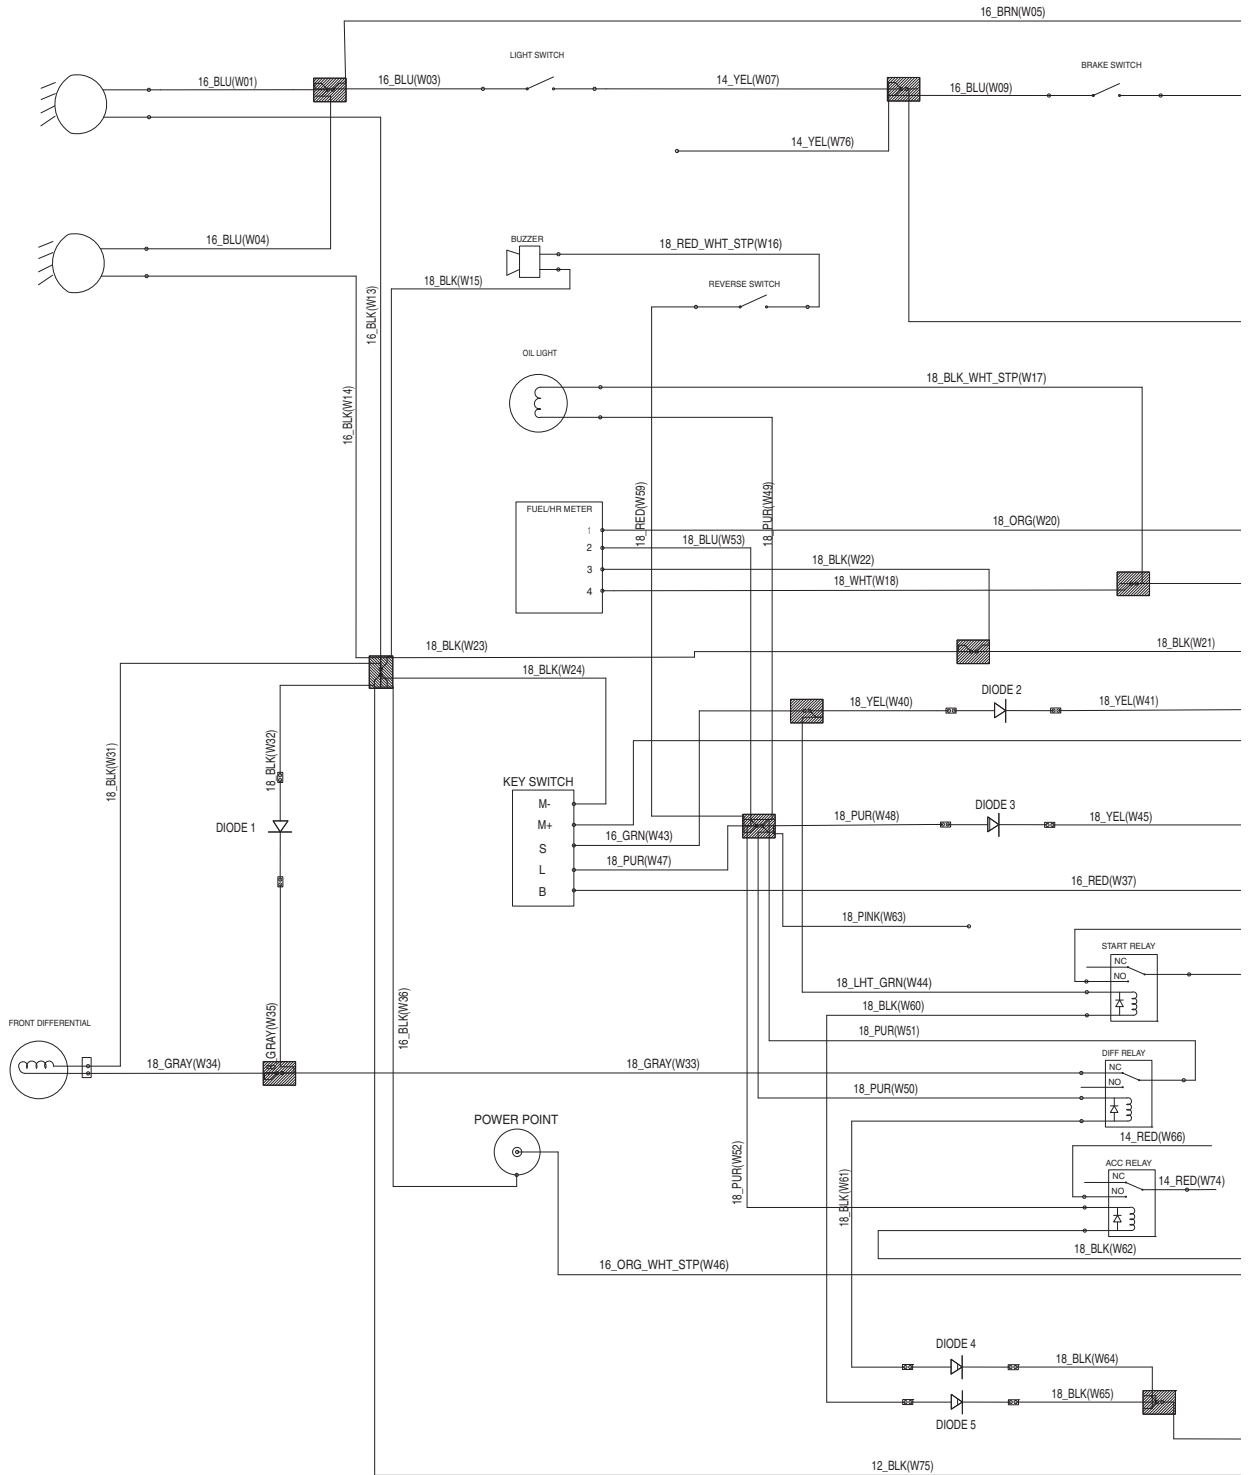 16_BRN(W05)
LIGHT SWITCH
BRAKE SWITCH
16_BLU(W01)
16_BLU(W03)
14_YEL(W07)
16_BLU(W09)
14_YEL(W76)
16_BLU(W04)
BUZZER
18_RED_WHT_STP(W16)
18_BLK(W15)
REVERSE SWITCH
16_BLK(W13)
OIL LIGHT
18_BLK_WHT_STP(W17)
16_BLK(W14)
18_RED(W59)
18_PUR(W49)
FUEL/HR METER
1
18_ORG(W20)
2
18_BLU(W53)
3
18_BLK(W22)
4
18_WHT(W18)
18_BLK(W23)
18_BLK(W21)
18_BLK(W24)
DIODE 2
18_YEL(W40)
18_YEL(W41)
18_BLK(W31)
18_BLK(W32)
KEY SWITCH
M-
M+
S
L
B
DIODE 1
DIODE 3
16_GRN(W43)
18_PUR(W48)
18_YEL(W45)
18_PUR(W47)
16_RED(W37)
18_PINK(W63)
START RELAY
NC
NO
18_LHT_GRN(W44)
18_BLK(W60)
18_PUR(W51)
FRONT DIFFERENTIAL
18_GRAY(W35)
16_BLK(W36)
18_GRAY(W34)
18_GRAY(W33)
DIFF RELAY
NC
NO
18_PUR(W50)
POWER POINT
14_RED(W66)
18_PUR(W52)
18_BLK(W61)
ACC RELAY
NC
NO
14_RED(W74)
18_BLK(W62)
16_ORG_WHT_STP(W46)
DIODE 4
18_BLK(W64)
18_BLK(W65)
DIODE 5
12_BLK(W75)